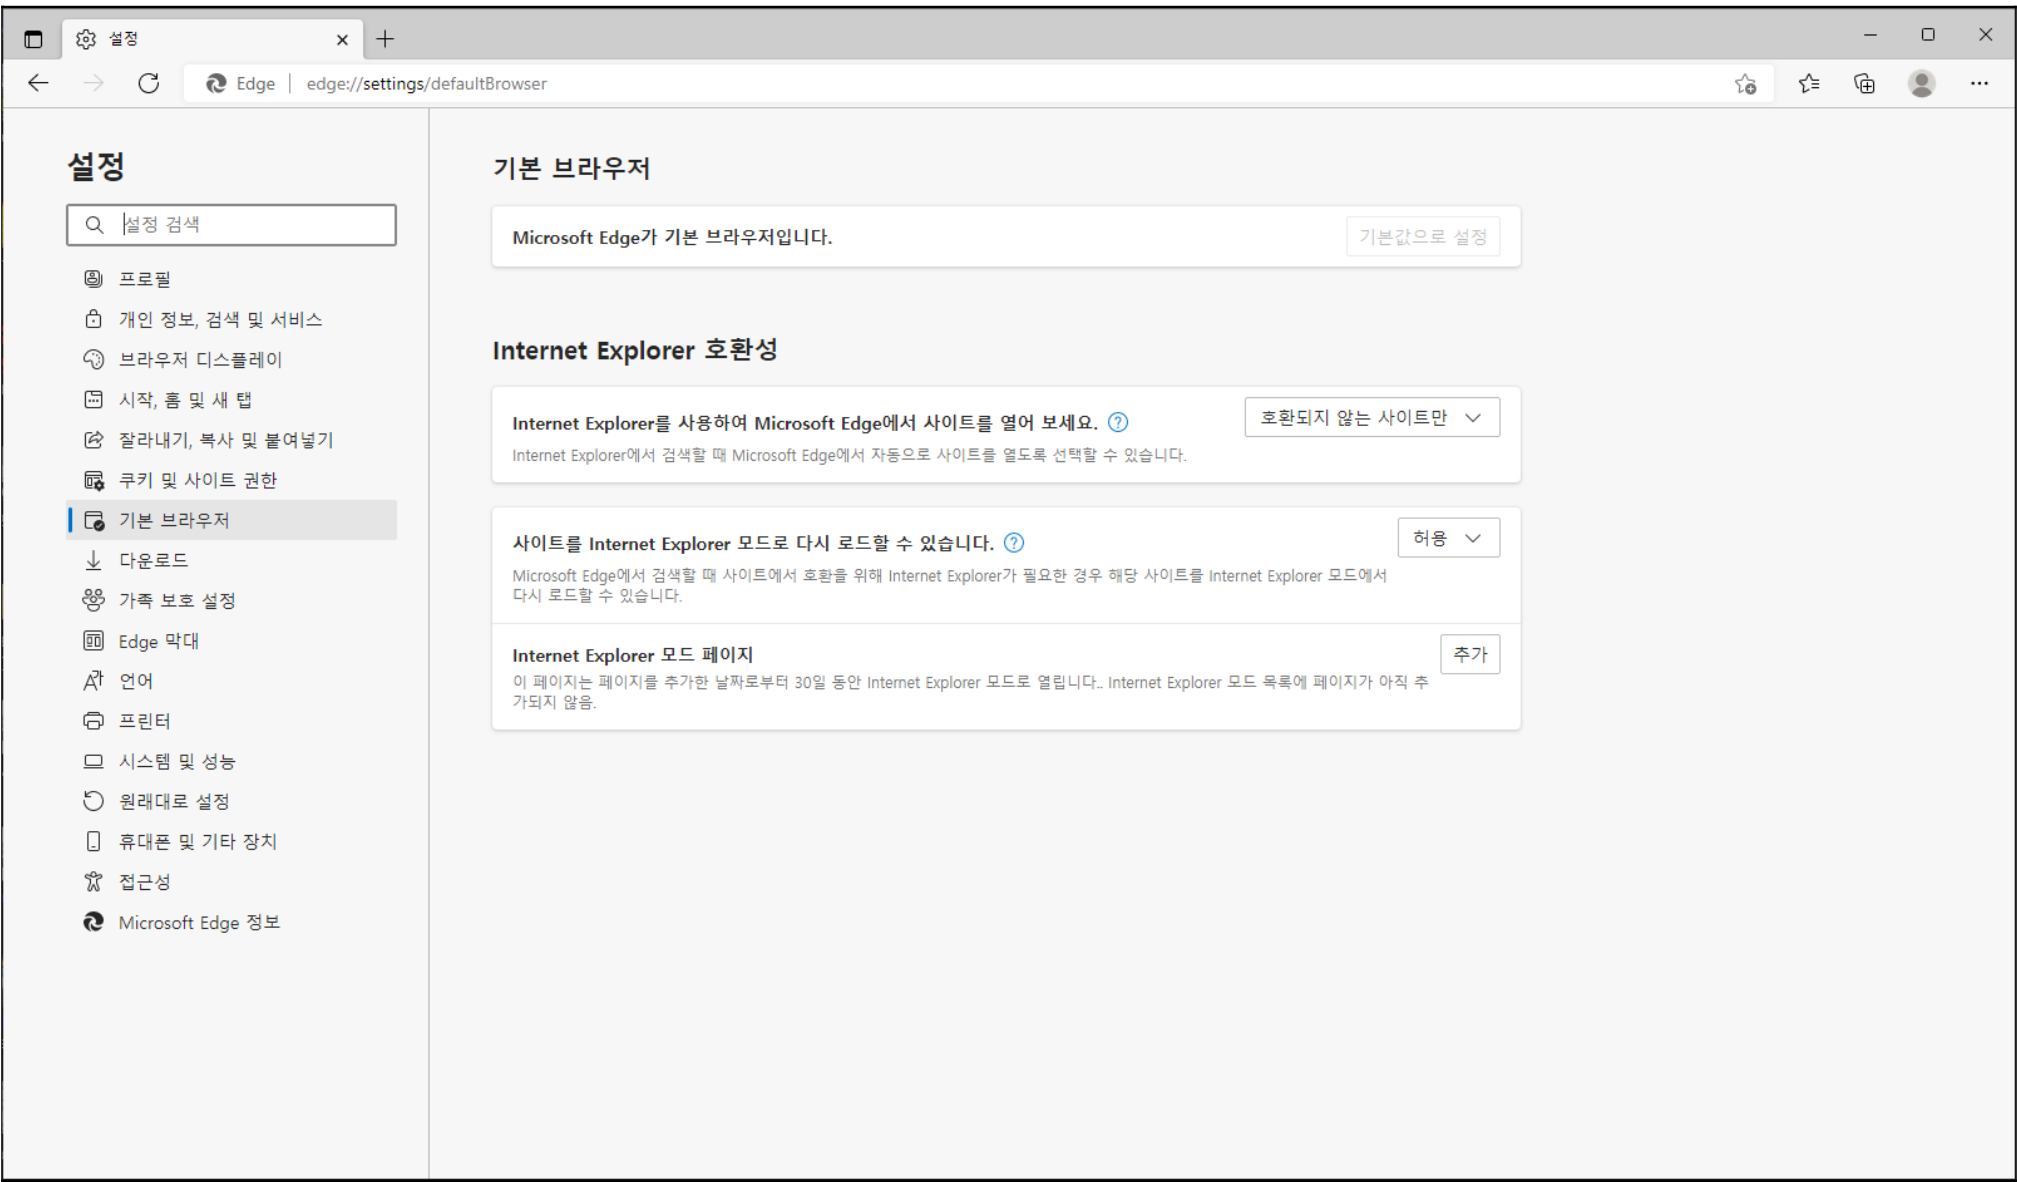 설정
Edge | edge://settings/defaultBrowser
설정
설정 검색
프로필
개인 정보, 검색 및 서비스
브라우저 디스플레이
시작, 홈 및 새 탭
잘라내기, 복사 및 붙여넣기
쿠키 및 사이트 권한
기본 브라우저
다운로드
가족 보호 설정
Edge 막대
언어
프린터
시스템 및 성능
원래대로 설정
휴대폰 및 기타 장치
접근성
Microsoft Edge 정보
기본 브라우저
Microsoft Edge가 기본 브라우저입니다.
기본값으로 설정
Internet Explorer 호환성
Internet Explorer를 사용하여 Microsoft Edge에서 사이트를 열어 보세요.
호환되지 않는 사이트만
Internet Explorer에서 검색할 때 Microsoft Edge에서 자동으로 사이트를 열도록 선택할 수 있습니다.
사이트를 Internet Explorer 모드로 다시 로드할 수 있습니다.
허용
Microsoft Edge에서 검색할 때 사이트에서 호환을 위해 Internet Explorer가 필요한 경우 해당 사이트를 Internet Explorer 모드에서
다시 로드할 수 있습니다.
Internet Explorer 모드 페이지
추가
이 페이지는 페이지를 추가한 날짜로부터 30일 동안 Internet Explorer 모드로 열립니다.. Internet Explorer 모드 목록에 페이지가 아직 추
가되지 않음.